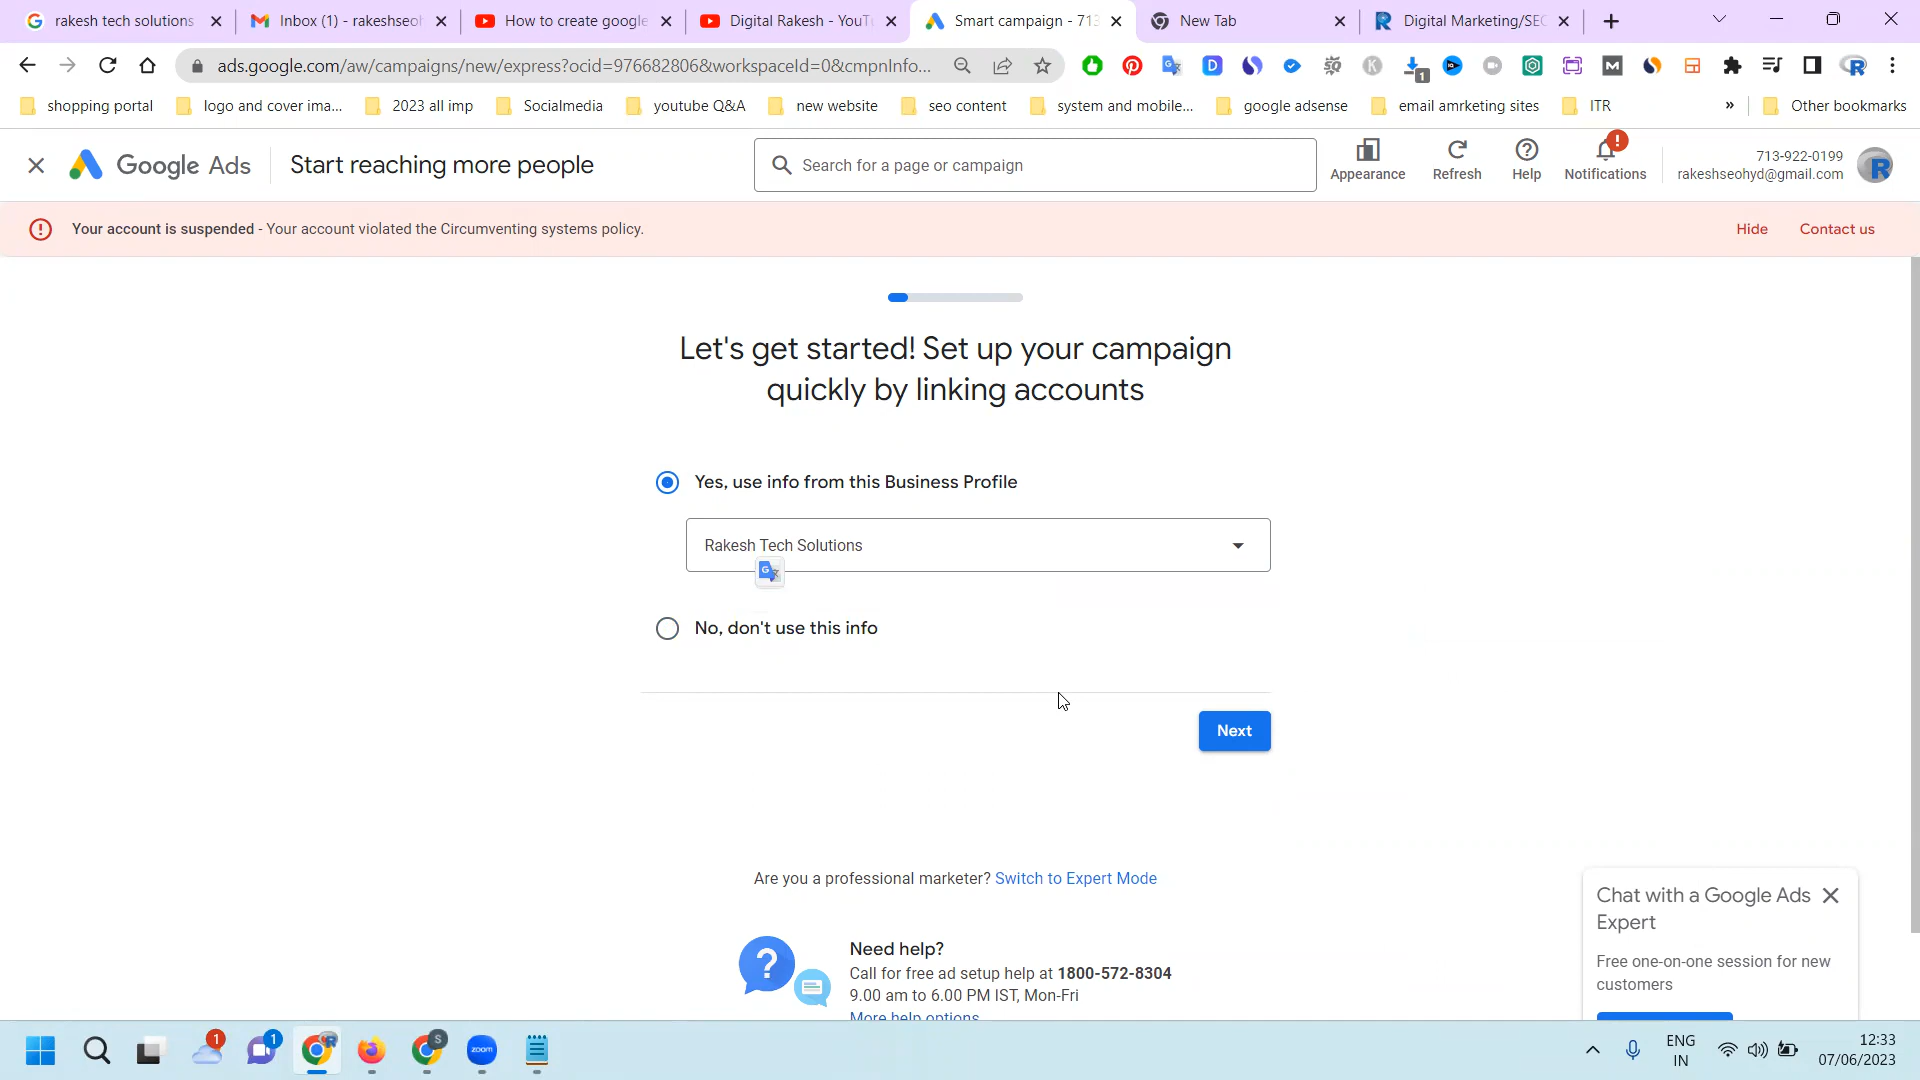 rakesh tech solutions
Inbox (1) - rakeshseoh
How to create google
Digital Rakesh - YouT
Smart campaign - 713
New Tab
Digital Marketing/SEC
ads.google.com/aw/campaigns/new/express?ocid=976682806&workspaceId=0&cmpnInfo...
1
shopping portal
logo and cover ima...
2023 all imp
Socialmedia
youtube Q&A
new website
seo content
system and mobile...
google adsense
email amrketing sites
ITR
»
Other bookmarks
Google Ads
Start reaching more people
Search for a page or campaign
Appearance
Refresh
Help
Notifications
713-922-0199
rakeshseohyd@gmail.com
Your account is suspended - Your account violated the Circumventing systems policy.
Hide
Contact us
Let's get started! Set up your campaign
quickly by linking accounts
Yes, use info from this Business Profile
Rakesh Tech Solutions
No, don't use this info
Next
Are you a professional marketer? Switch to Expert Mode
Need help?
Call for free ad setup help at 1800-572-8304
9.00 am to 6.00 PM IST, Mon-Fri
More help options
Chat with a Google Ads
Expert
Free one-on-one session for new
customers
1
1
S
zoom
ENG
IN
12:33
07/06/2023